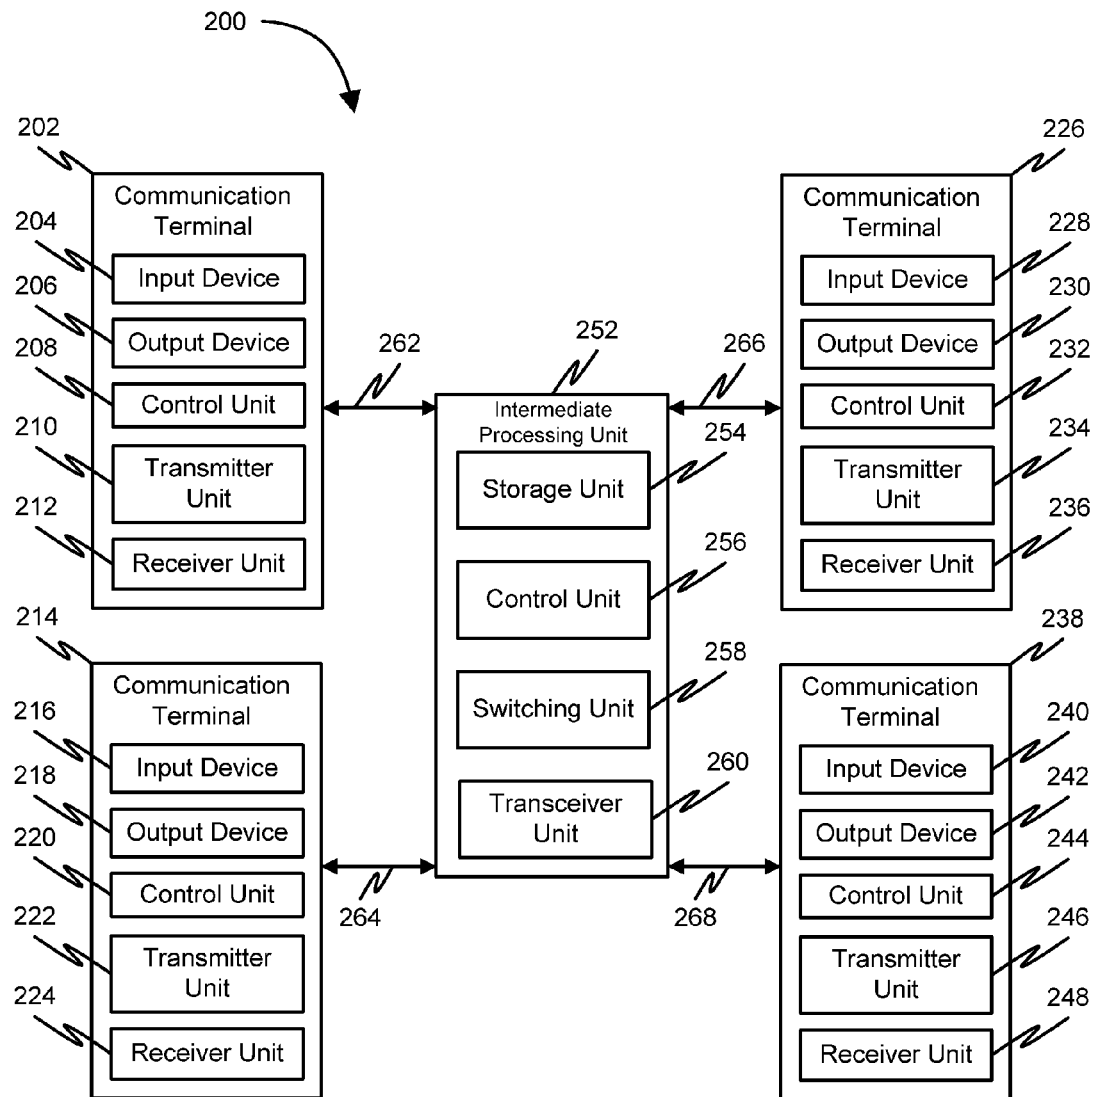 200
202
Communication
Terminal
204
Input Device
206
Output Device
208
Control Unit
210
Transmitter
Unit
212
Receiver Unit
214
Communication
Terminal
216
Input Device
218
Output Device
220
Control Unit
222
Transmitter
Unit
224
Receiver Unit
262
264
252
Intermediate
Processing Unit
254
Storage Unit
256
Control Unit
258
Switching Unit
260
Transceiver
Unit
266
268
226
Communication
Terminal
228
Input Device
230
Output Device
232
Control Unit
234
Transmitter
Unit
236
Receiver Unit
238
Communication
Terminal
240
Input Device
242
Output Device
244
Control Unit
246
Transmitter
Unit
248
Receiver Unit